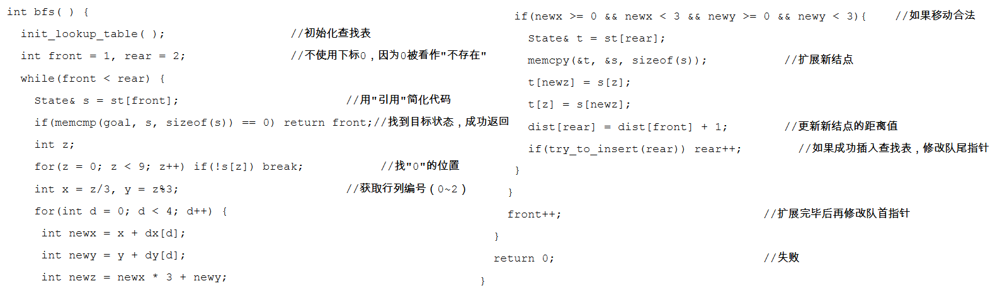 int bfs( ) {
init_lookup_table( ); //初始化查找表
int front = 1, rear = 2; //不使用下标0，因为0被看作"不存在"
while(front < rear) {
State& s = st[front]; //用"引用"简化代码
if(memcmp(goal, s, sizeof(s)) == 0) return front;//找到目标状态，成功返回
int z;
for(z = 0; z < 9; z++) if(!s[z]) break; //找"0"的位置
int x = z/3, y = z%3; //获取行列编号（0~2）
for(int d = 0; d < 4; d++) {
int newx = x + dx[d];
int newy = y + dy[d];
int newz = newx * 3 + newy;
if(newx >= 0 && newx < 3 && newy >= 0 && newy < 3){ //如果移动合法
State& t = st[rear];
memcpy(&t, &s, sizeof(s)); //扩展新结点
t[newz] = s[z];
t[z] = s[newz];
dist[rear] = dist[front] + 1; //更新新结点的距离值
if(try_to_insert(rear)) rear++; //如果成功插入查找表，修改队尾指针
}
}
front++; //扩展完毕后再修改队首指针
}
return 0; //失败
}